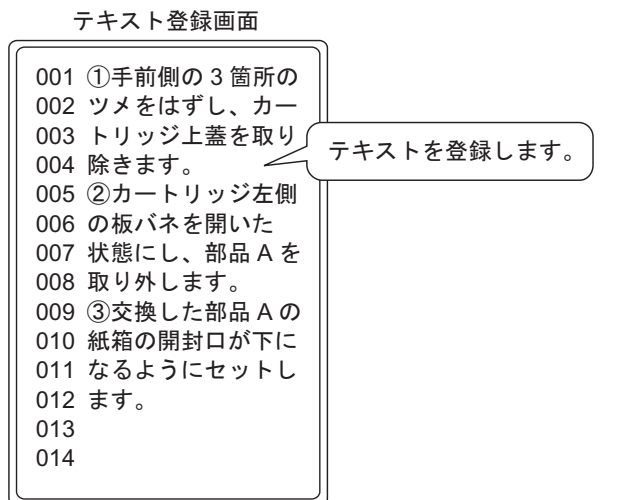 テキスト登録画面
001 ①手前側の 3 箇所の
002 ツメをはずし、カー
003 トリッジ上蓋を取り
004 除きます。
テキストを登録します。
005 ②カートリッジ左側
006 の板バネを開いた
007 状態にし、部品 A を
008 取り外します。
009 ③交換した部品 A の
010 紙箱の開封口が下に
011 なるようにセットし
012 ます。
013
014